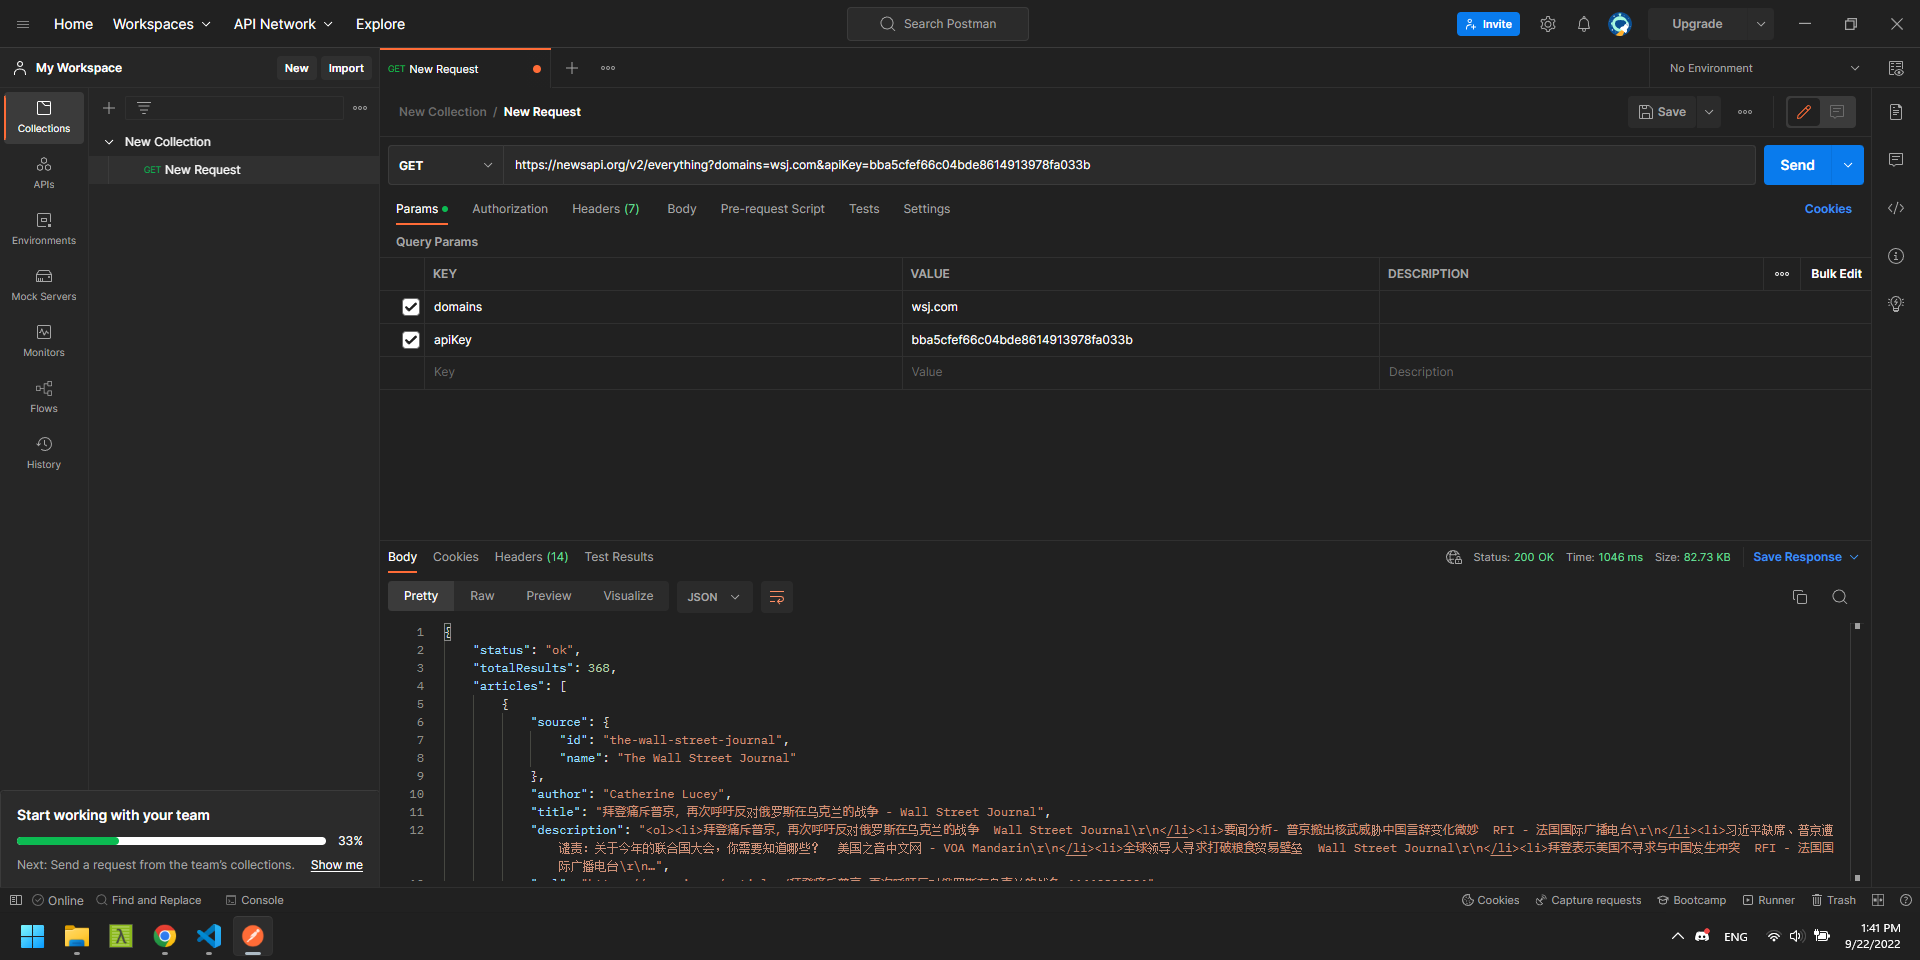 Home
Workspaces
API Network
Explore
Search Postman
Invite
Upgrade
My Workspace
New
Import
GET New Request
No Environment
Collections
APIs
Environments
Mock Servers
Monitors
Flows
History
New Collection
GET New Request
New Collection / New Request
Save
GET
https://newsapi.org/v2/everything?domains=wsj.com&apiKey=bba5cfef66c04bde8614913978fa033b
Send
Params
Authorization
Headers (7)
Body
Pre-request Script
Tests
Settings
Cookies
Query Params
KEY
VALUE
DESCRIPTION
Bulk Edit
domains
wsj.com
apiKey
bba5cfef66c04bde8614913978fa033b
Key
Value
Description
Body
Cookies
Headers (14)
Test Results
Status: 200 OK
Time: 1046 ms
Size: 82.73 KB
Save Response
Pretty
Raw
Preview
Visualize
JSON
1 {
2 "status": "ok",
3 "totalResults": 368,
4 "articles": [
5 {
6 "source": {
7 "id": "the-wall-street-journal",
8 "name": "The Wall Street Journal"
9 },
10 "author": "Catherine Lucey",
11 "title": "拜登痛斥普京，再次呼吁反对俄罗斯在乌克兰的战争 - Wall Street Journal",
12 "description": "<ol><li>拜登痛斥普京，再次呼吁反对俄罗斯在乌克兰的战争  Wall Street Journal\r\n</li><li>要闻分析- 普京搬出核武威胁中国言辞变化微妙  RFI - 法国国际广播电台\r\n</li><li>习近平缺席、普京遭
谴责：关于今年的联合国大会，你需要知道哪些？  美国之音中文网 - VOA Mandarin\r\n</li><li>全球领导人寻求打破粮食贸易壁垒  Wall Street Journal\r\n</li><li>拜登表示美国不寻求与中国发生冲突  RFI - 法国国
际广播电台\r\n…",
Start working with your team
33%
Next: Send a request from the team's collections.
Show me
Online
Find and Replace
Console
Cookies
Capture requests
Bootcamp
Runner
Trash
ENG
1:41 PM
9/22/2022